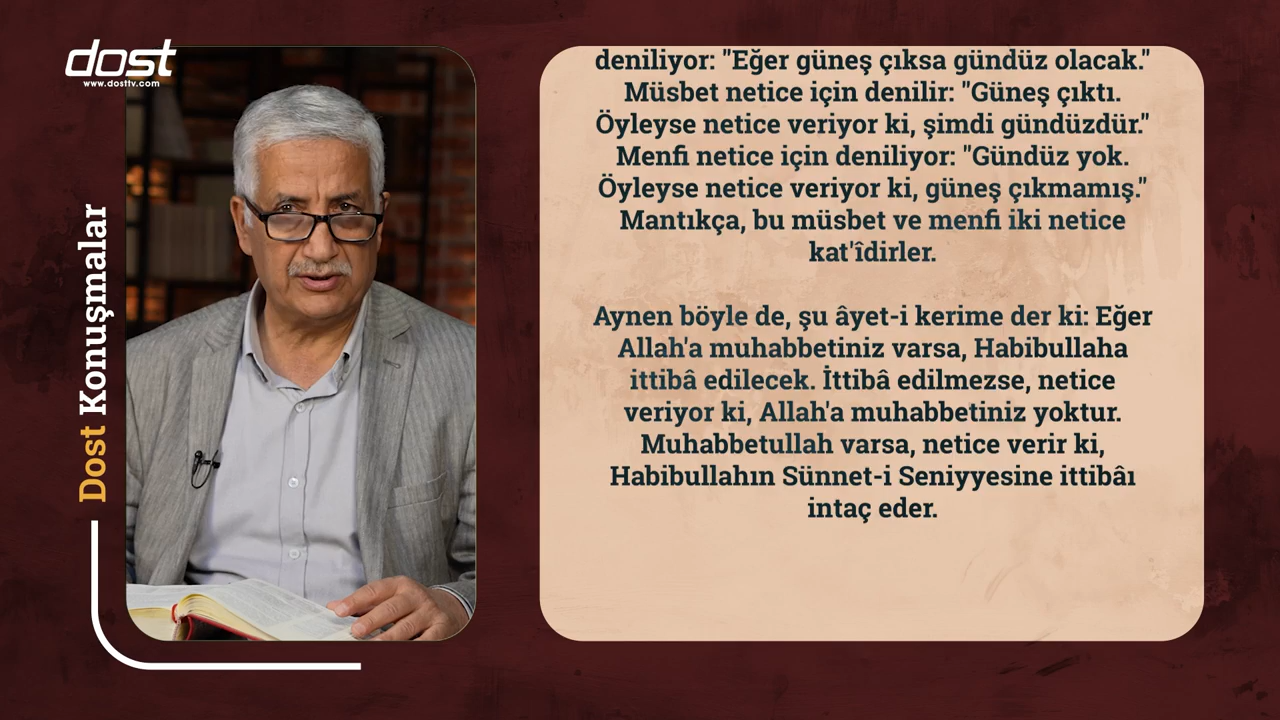 dost
www.dosttv.com
Dost Konuşmalar
deniliyor: "Eğer güneş çıksa gündüz olacak."
Müsbet netice için denilir: "Güneş çıktı.
Öyleyse netice veriyor ki, şimdi gündüzdür."
Menfi netice için deniliyor: "Gündüz yok.
Öyleyse netice veriyor ki, güneş çıkmamış."
Mantıkça, bu müsbet ve menfi iki netice
kat'îdirler.
Aynen böyle de, şu âyet-i kerime der ki: Eğer
Allah'a muhabbetiniz varsa, Habibullaha
ittibâ edilecek. İttibâ edilmezse, netice
veriyor ki, Allah'a muhabbetiniz yoktur.
Muhabbetullah varsa, netice verir ki,
Habibullahın Sünnet-i Seniyyesine ittibâı
intaç eder.